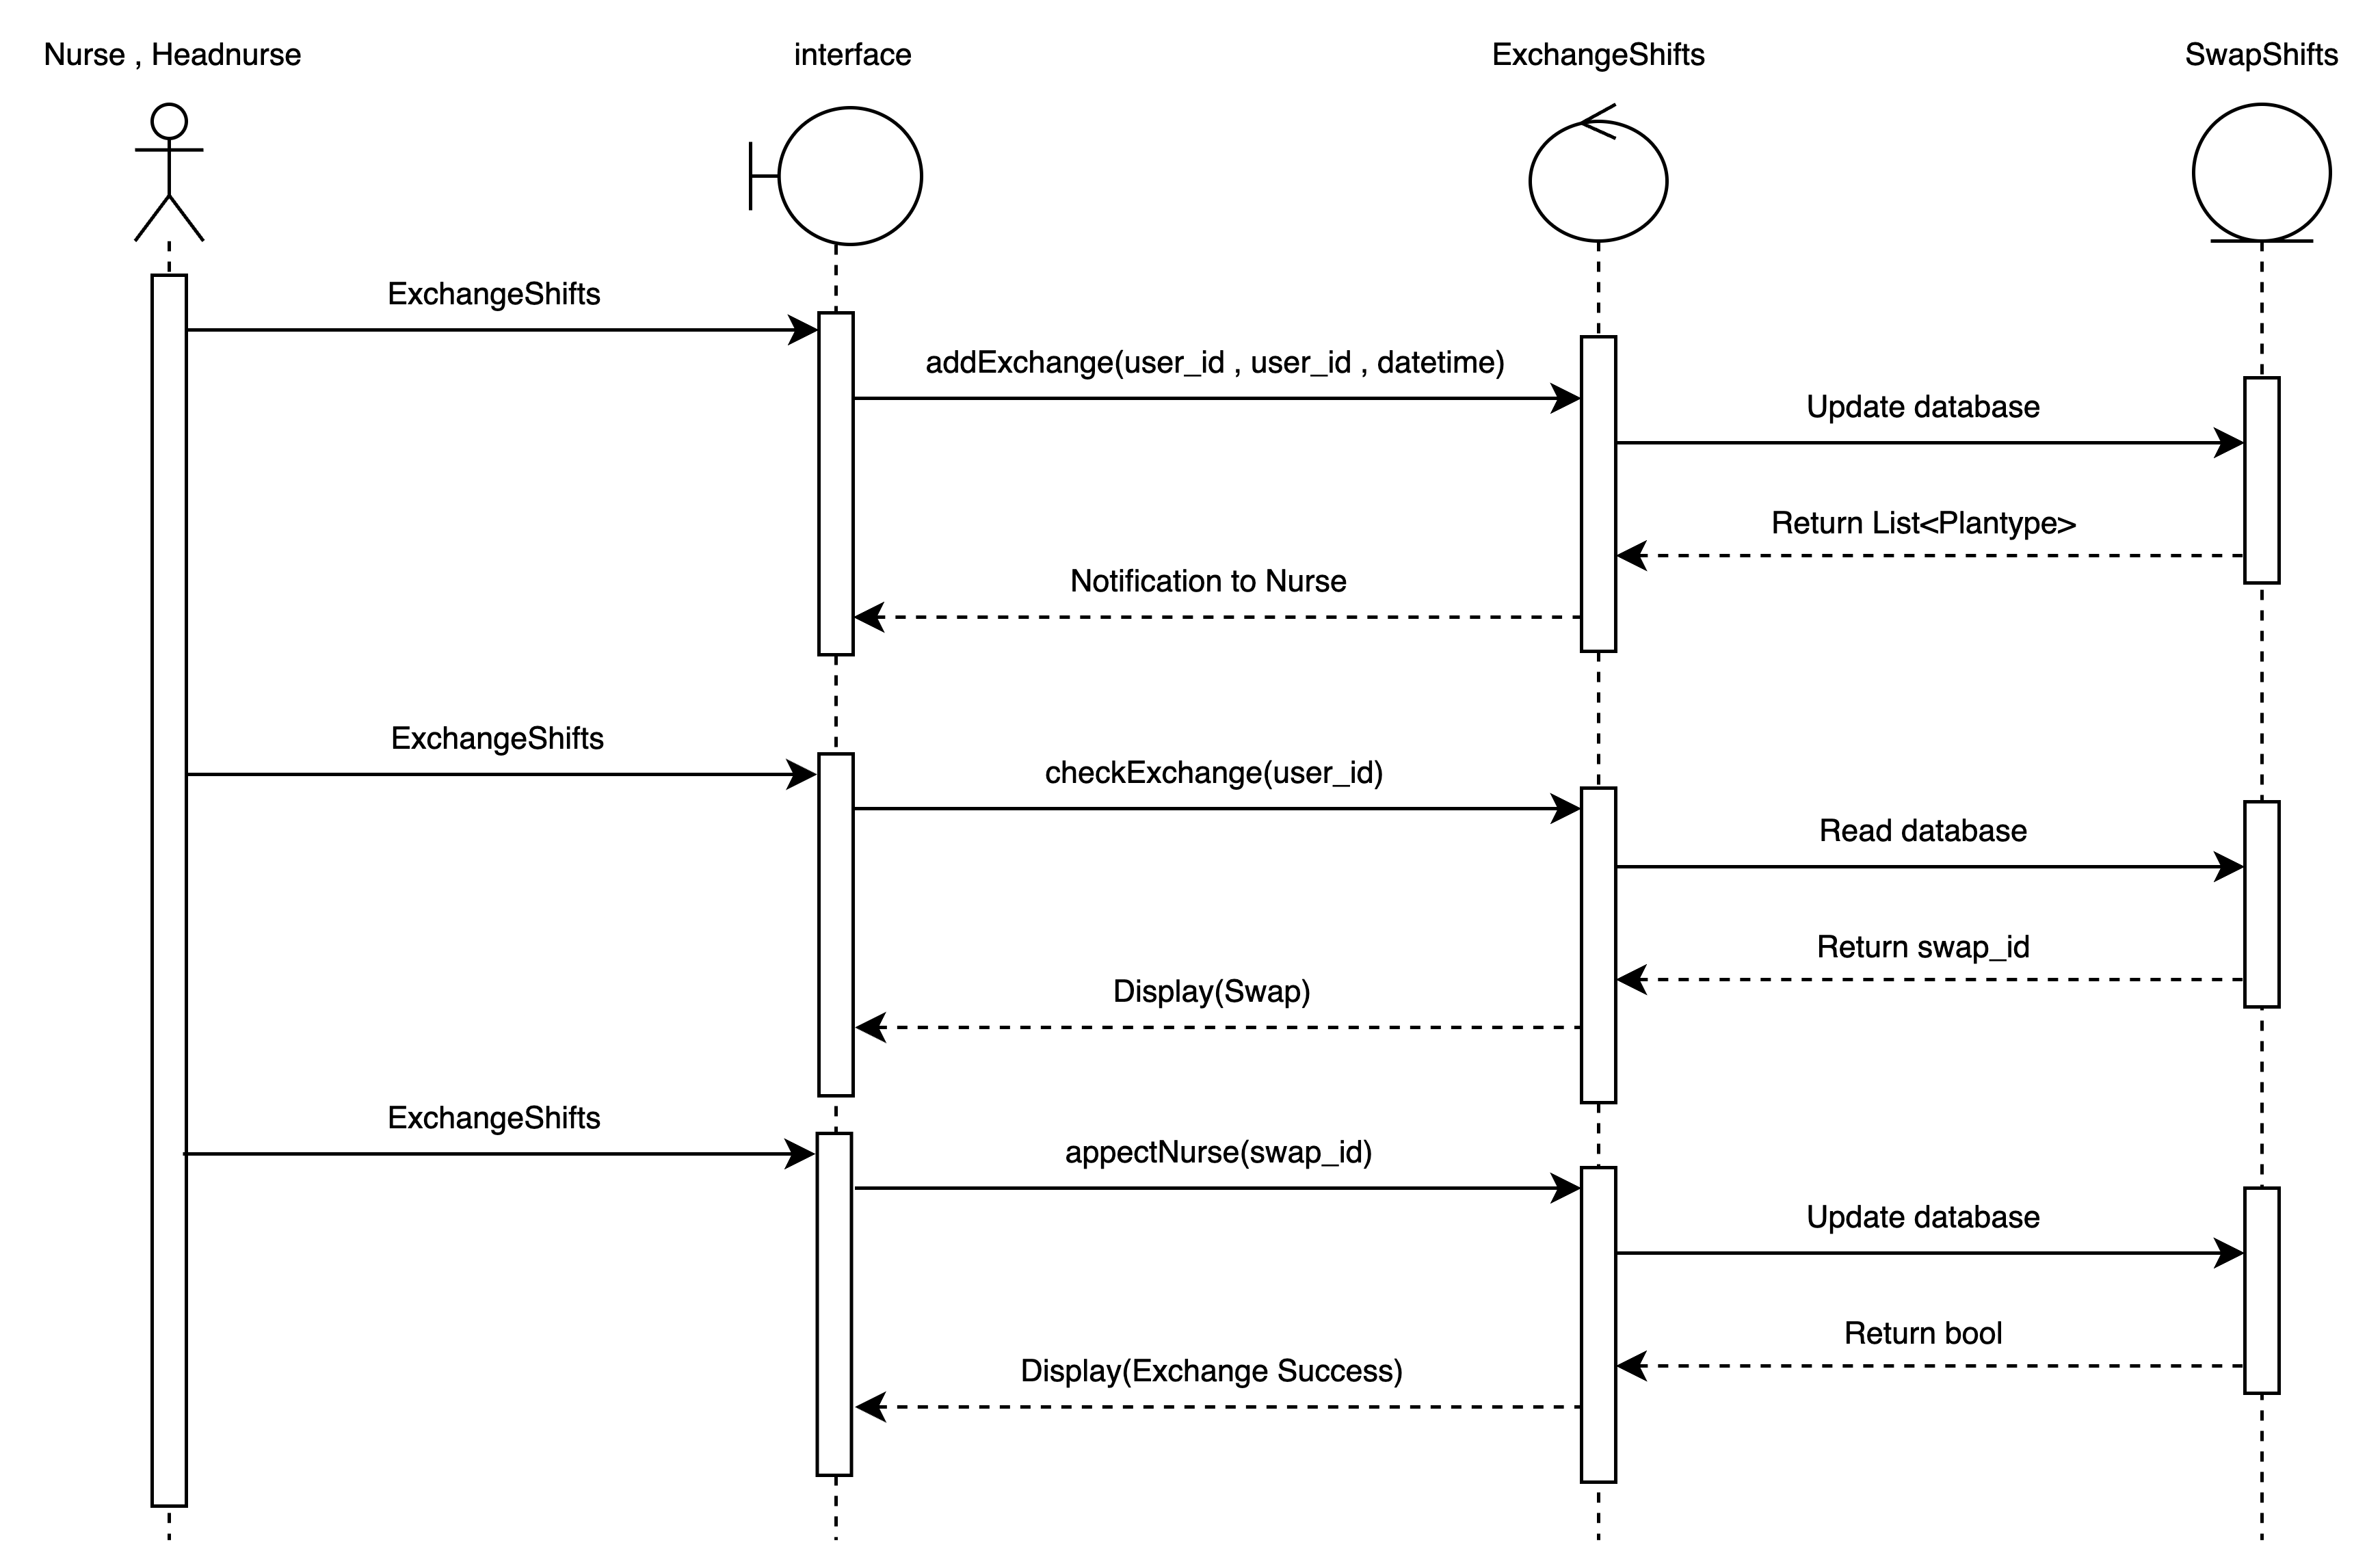 Nurse , Headnurse
interface
ExchangeShifts
SwapShifts
ExchangeShifts
addExchange(user_id , user_id , datetime)
Update database
Return List<Plantype>
Notification to Nurse
ExchangeShifts
checkExchange(user_id)
Read database
Return swap_id
Display(Swap)
ExchangeShifts
appectNurse(swap_id)
Update database
Return bool
Display(Exchange Success)